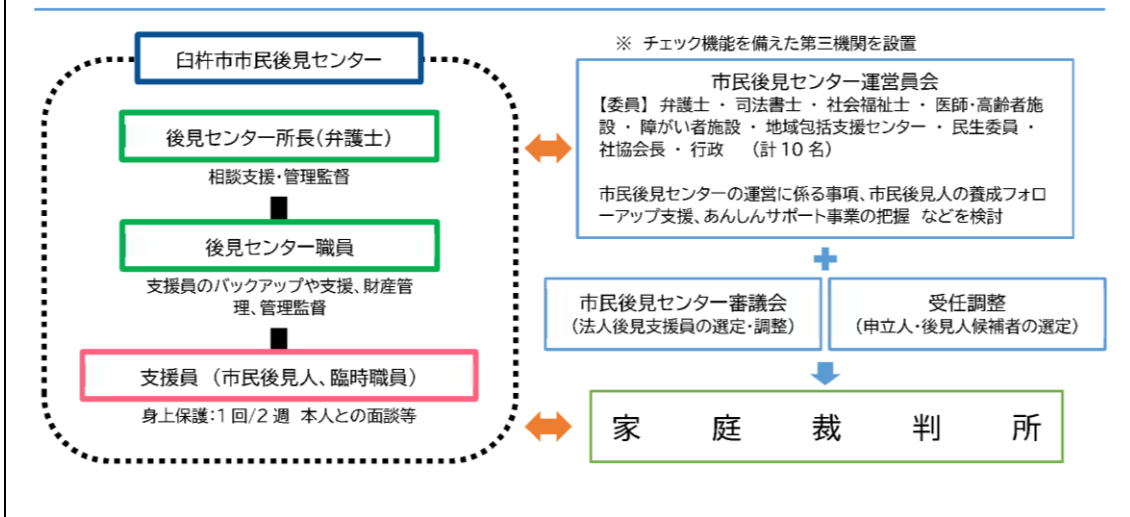 臼杵市市民後見センター
後見センター所長(弁護士)
相談支援・管理監督
後見センター職員
支援員のバックアップや支援、財産管
理、管理監督
支援員 (市民後見人、臨時職員)
身上保護:1回/2週 本人との面談等
※ チェック機能を備えた第三機関を設置
市民後見センター運営員会
【委員】 弁護士 ・ 司法書士 ・ 社会福祉士 ・ 医師・高齢者施
設 ・ 障がい者施設 ・ 地域包括支援センター ・ 民生委員 ・
社協会長 ・ 行政 (計10名)
市民後見センターの運営に係る事項、市民後見人の養成フォロ
ーアップ支援、あんしんサポート事業の把握 などを検討
市民後見センター審議会
(法人後見支援員の選定・調整)
受任調整
(申立人・後見人候補者の選定)
家 庭 裁 判 所